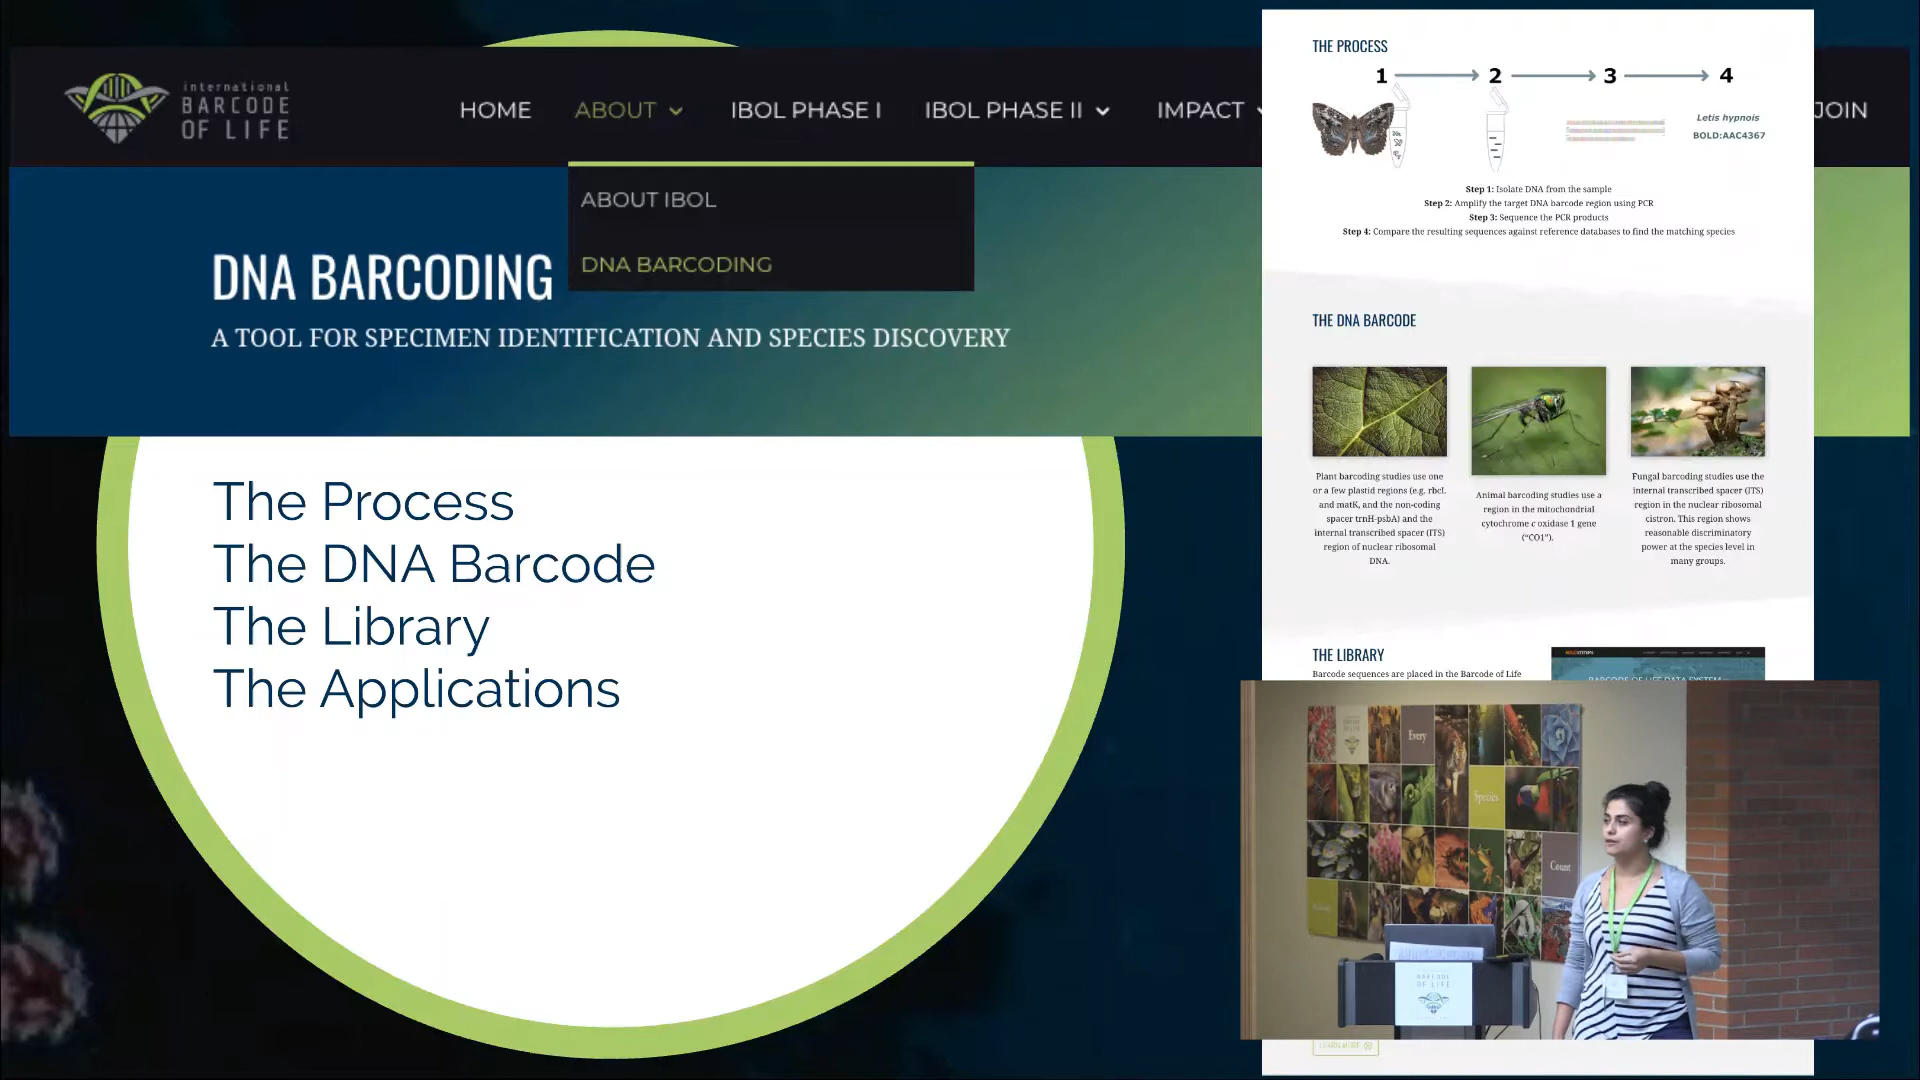 international
BARCODE
OF LIFE
HOME
ABOUT
IBOL PHASE I
IBOL PHASE II
IMPACT
JOIN
ABOUT IBOL
DNA BARCODING
DNA BARCODING
A TOOL FOR SPECIMEN IDENTIFICATION AND SPECIES DISCOVERY
The Process
The DNA Barcode
The Library
The Applications
THE PROCESS
1
2
3
4
Letis hypnois
BOLD:AAC4367
Step 1: Isolate DNA from the sample
Step 2: Amplify the target DNA barcode region using PCR
Step 3: Sequence the PCR products
Step 4: Compare the resulting sequences against reference databases to find the matching species
THE DNA BARCODE
Plant barcoding studies use one
or a few plastid regions (e.g. rbcL
and matK, and the non-coding
spacer trnH-psbA) and the
internal transcribed spacer (ITS)
region of nuclear ribosomal
DNA.
Animal barcoding studies use a
region in the mitochondrial
cytochrome c oxidase 1 gene
("CO1").
Fungal barcoding studies use the
internal transcribed spacer (ITS)
region in the nuclear ribosomal
cistron. This region shows
reasonable discriminatory
power at the species level in
many groups.
THE LIBRARY
Barcode sequences are placed in the Barcode of Life
Every
Species
Count
BARCODE
OF LIFE
LEARN MORE